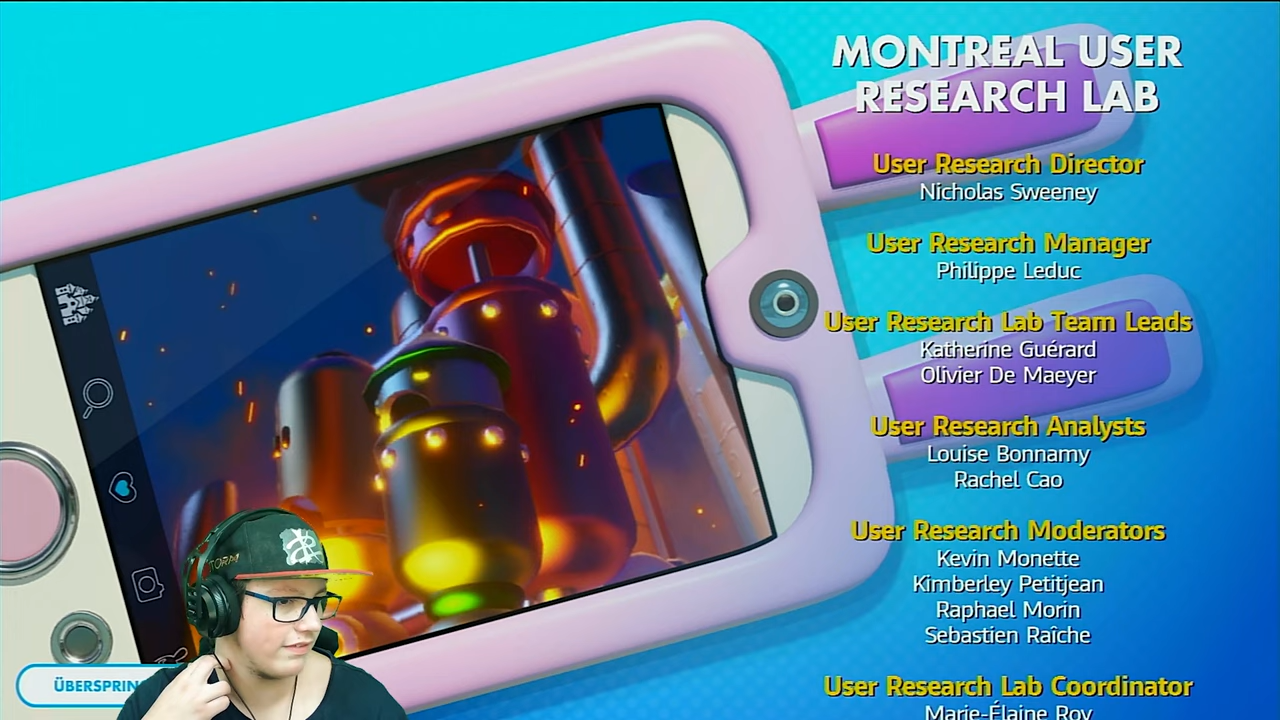 MONTREAL USER
RESEARCH LAB
User Research Director
Nicholas Sweeney
User Research Manager
Philippe Leduc
User Research Lab Team Leads
Katherine Guérard
Olivier De Maeyer
User Research Analysts
Louise Bonnamy
Rachel Cao
User Research Moderators
Kevin Monette
Kimberley Petitjean
Raphael Morin
Sebastien Raîche
User Research Lab Coordinator
Marie-Élaine Roy